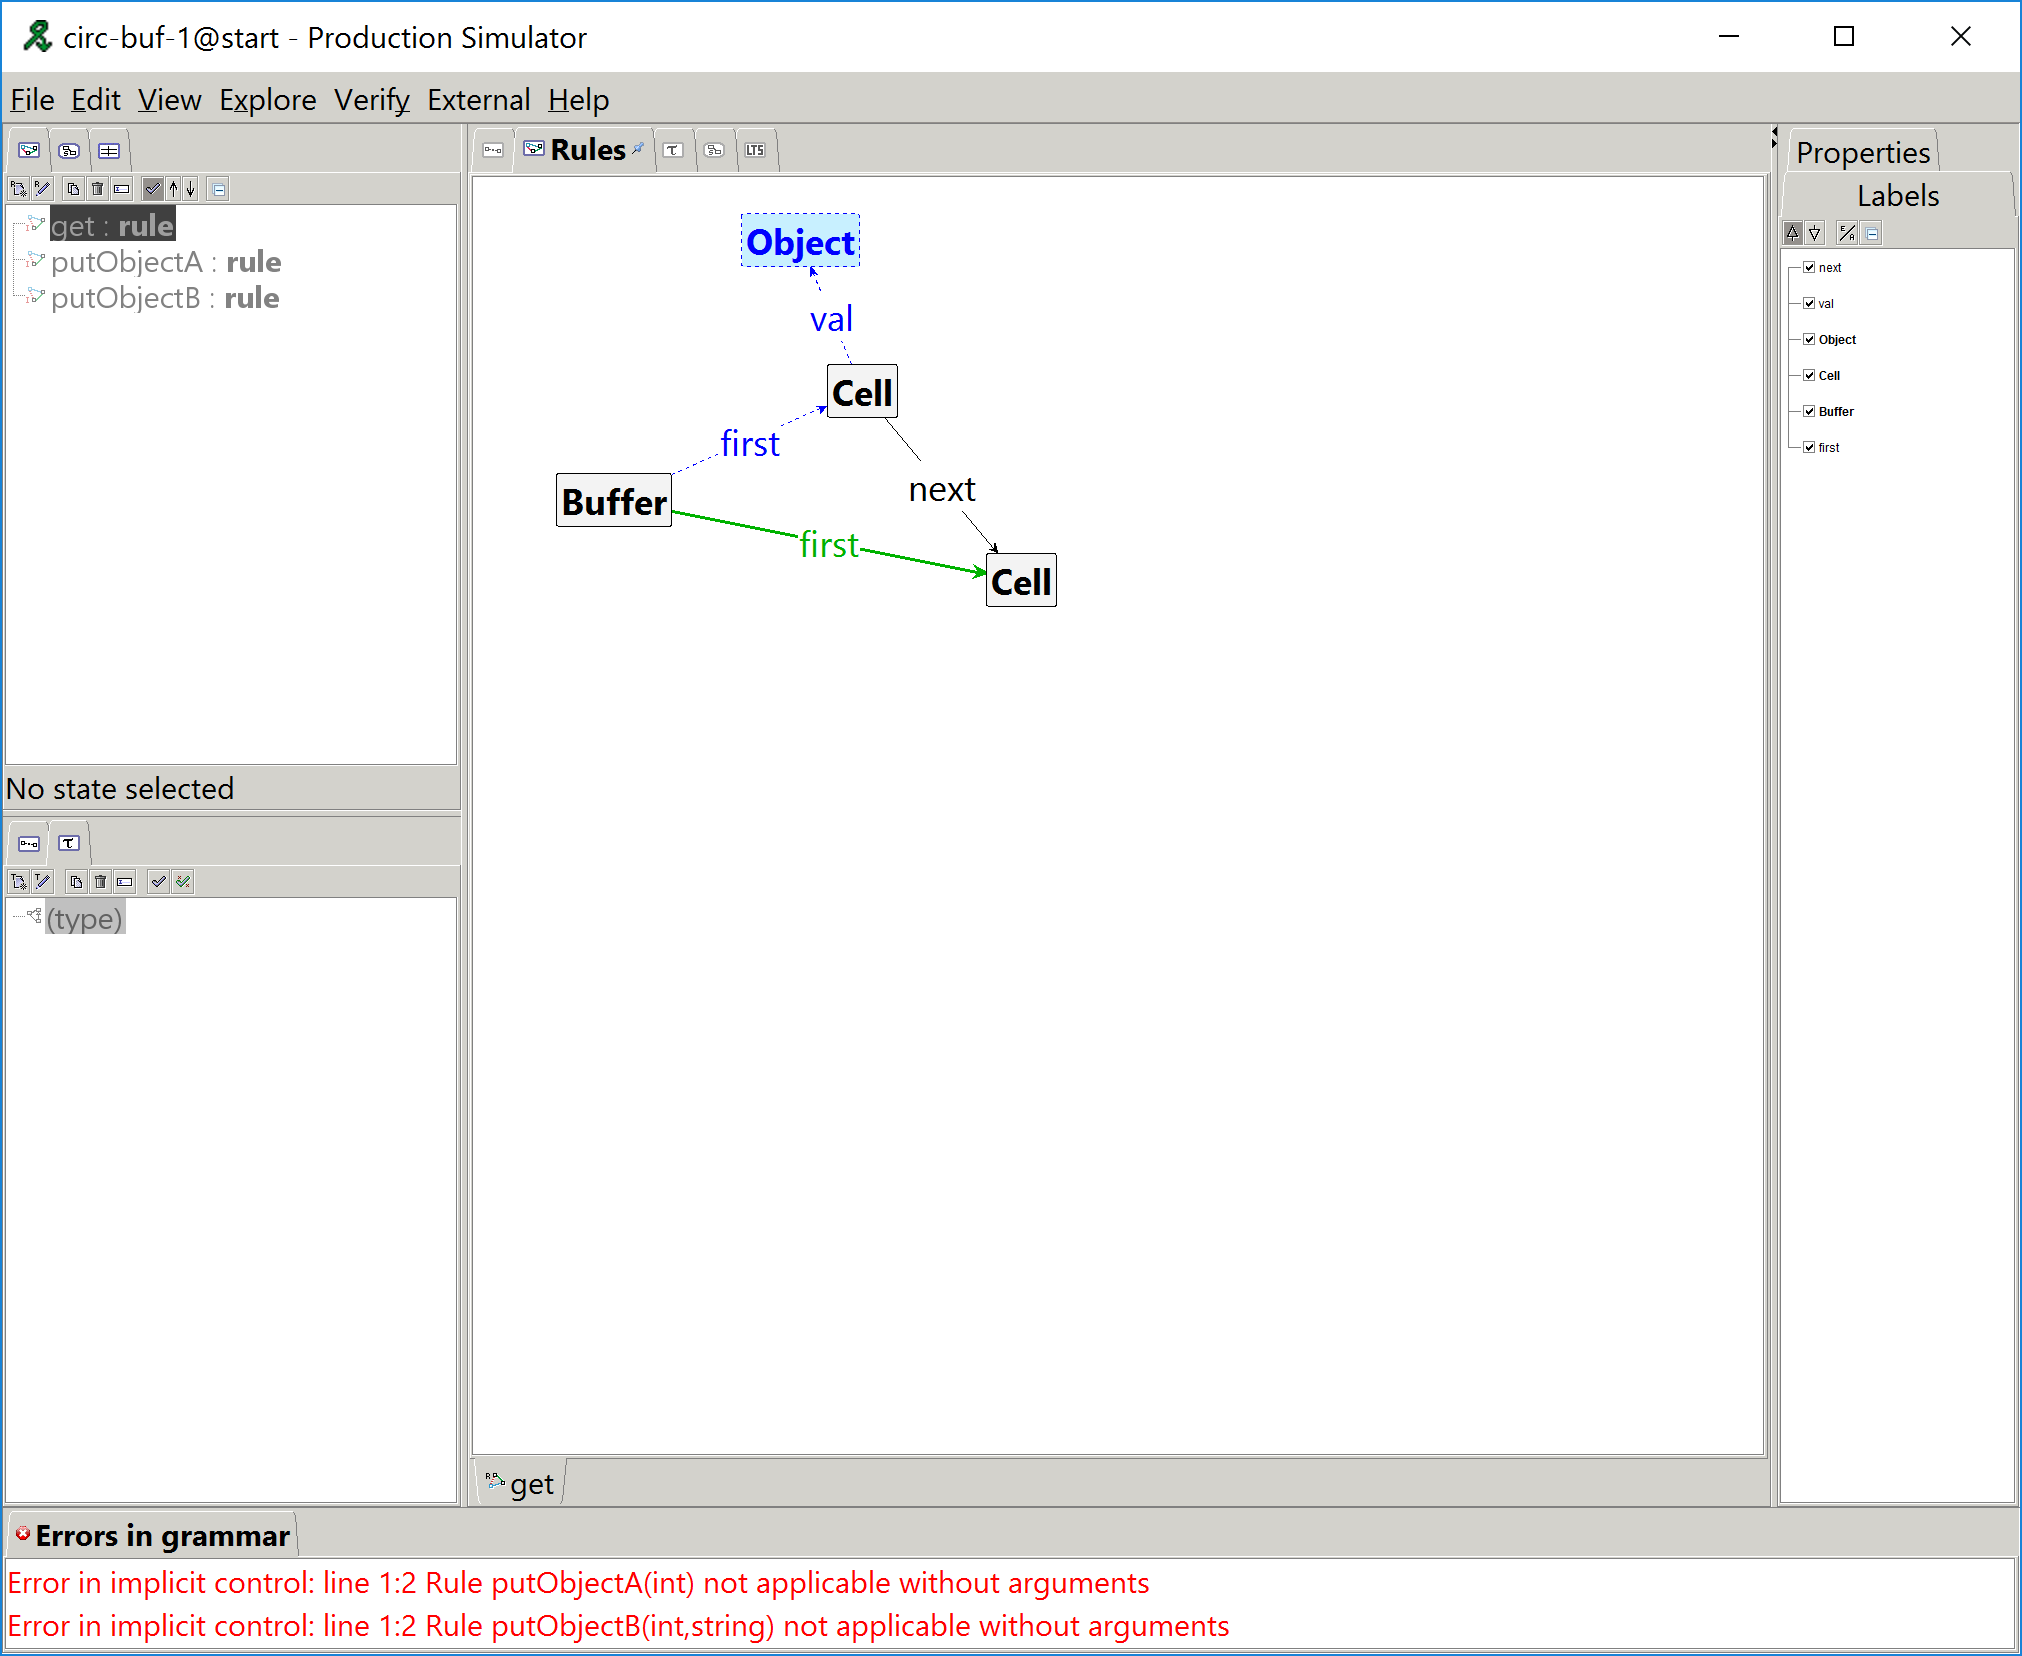 circ-buf-1@start - Production Simulator
File Edit View Explore Verify External Help
Rules
LTS
Properties
Labels
get : rule
putObjectA : rule
putObjectB : rule
No state selected
(type)
Object
val
Cell
first
Buffer
next
first
Cell
next
val
Object
Cell
Buffer
first
get
Errors in grammar
Error in implicit control: line 1:2 Rule putObjectA(int) not applicable without arguments
Error in implicit control: line 1:2 Rule putObjectB(int,string) not applicable without arguments